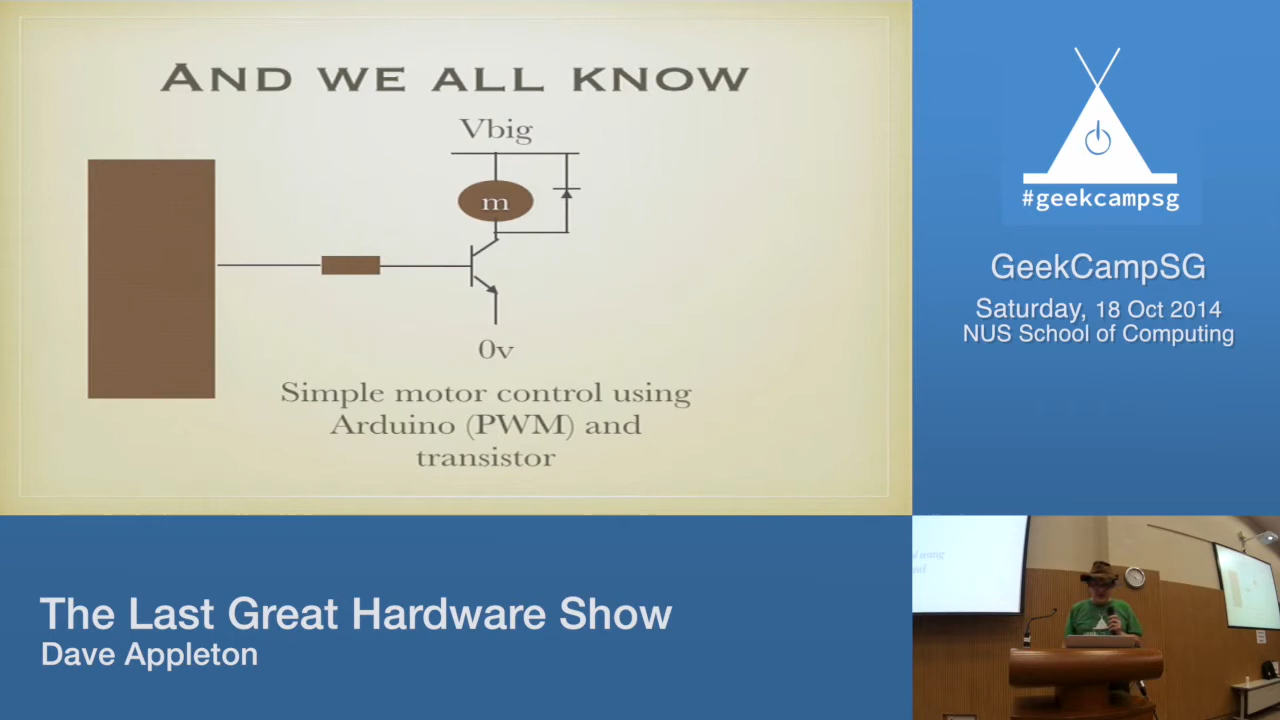 AND WE ALL KNOW
Vbig
m
0v
Simple motor control using
Arduino (PWM) and
transistor
#geekcampsg
GeekCampSG
Saturday, 18 Oct 2014
NUS School of Computing
The Last Great Hardware Show
Dave Appleton
using